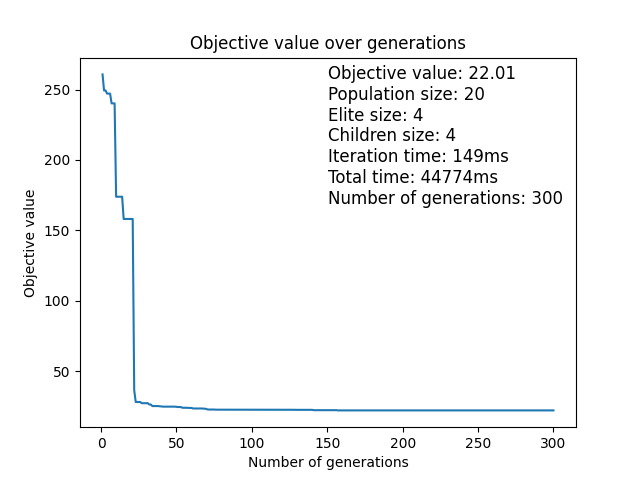 Objective value over generations
Objective value: 22.01
Population size: 20
Elite size: 4
Children size: 4
Iteration time: 149ms
Total time: 44774ms
Number of generations: 300
Objective value
250
200
150
100
50
0 50 100 150 200 250 300
Number of generations